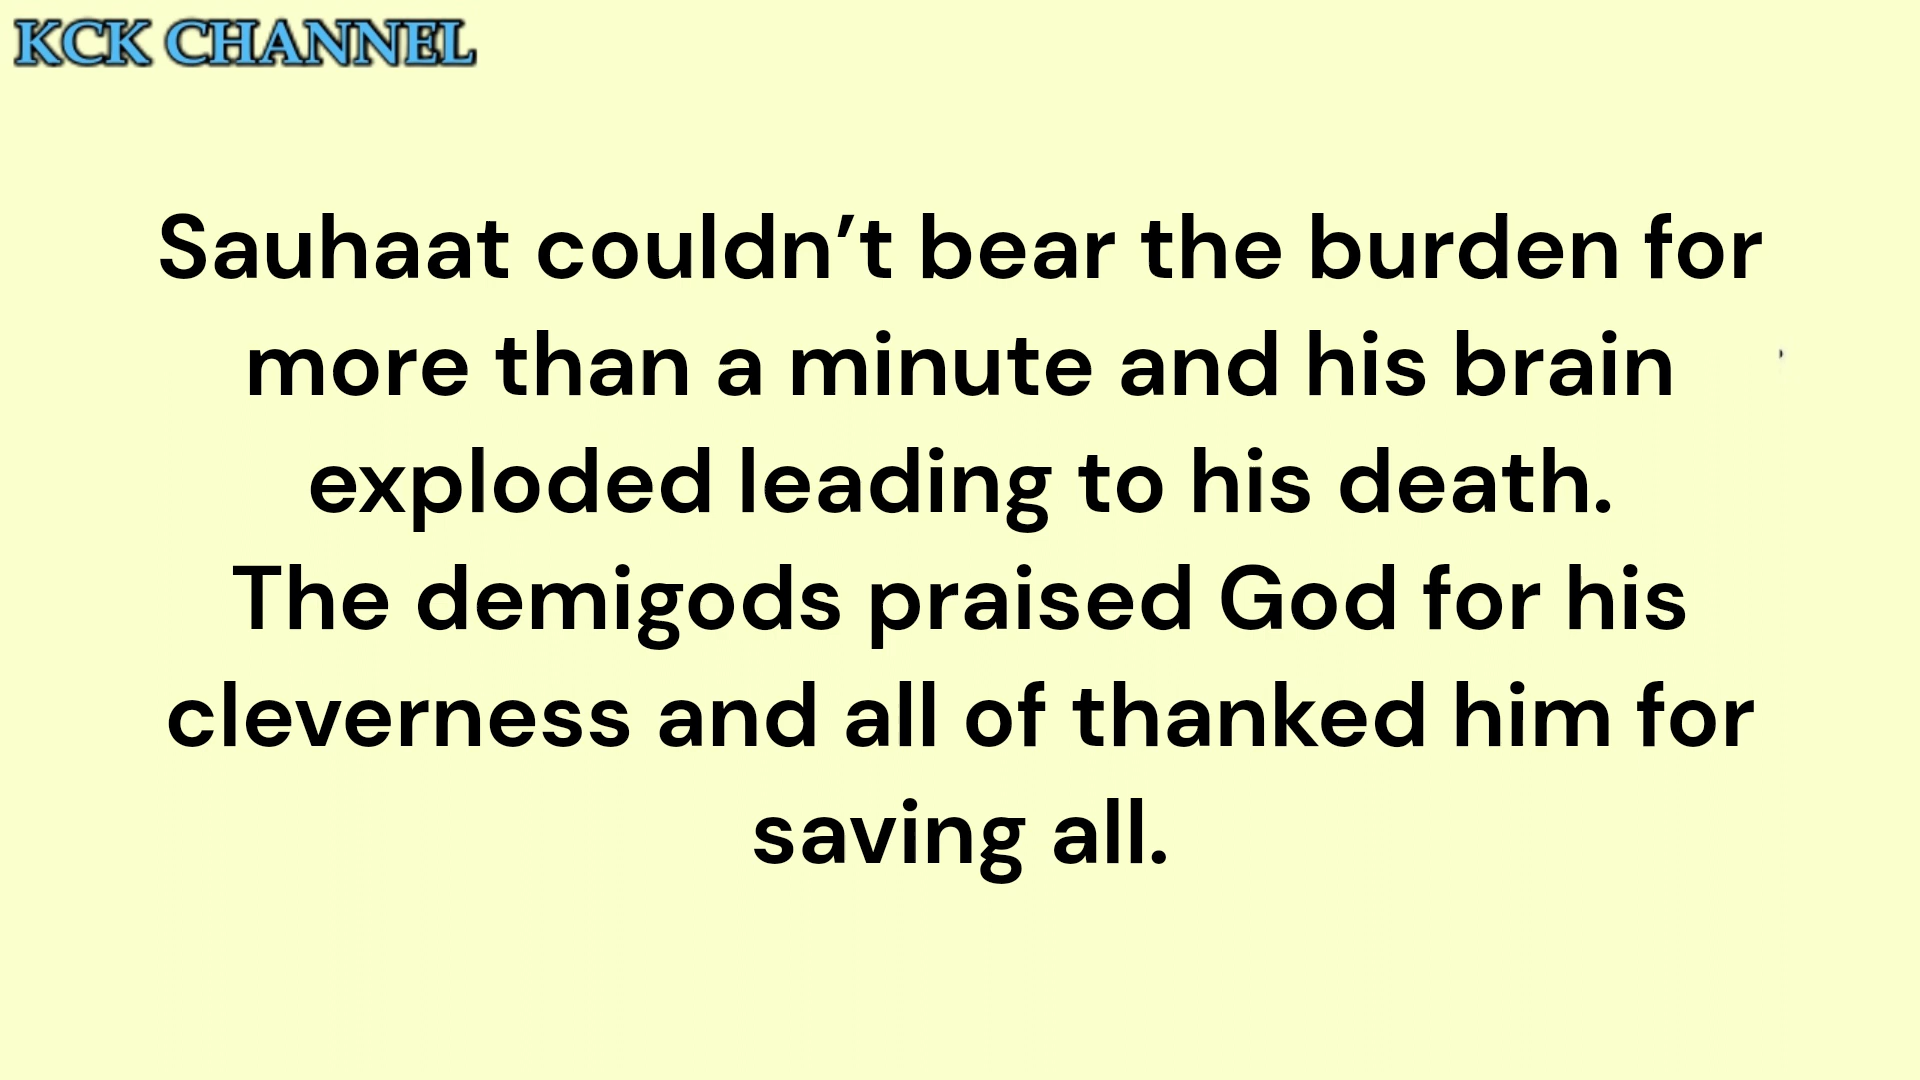 KCK CHANNEL
Sauhaat couldn’t bear the burden for
more than a minute and his brain
exploded leading to his death.
The demigods praised God for his
cleverness and all of thanked him for
saving all.